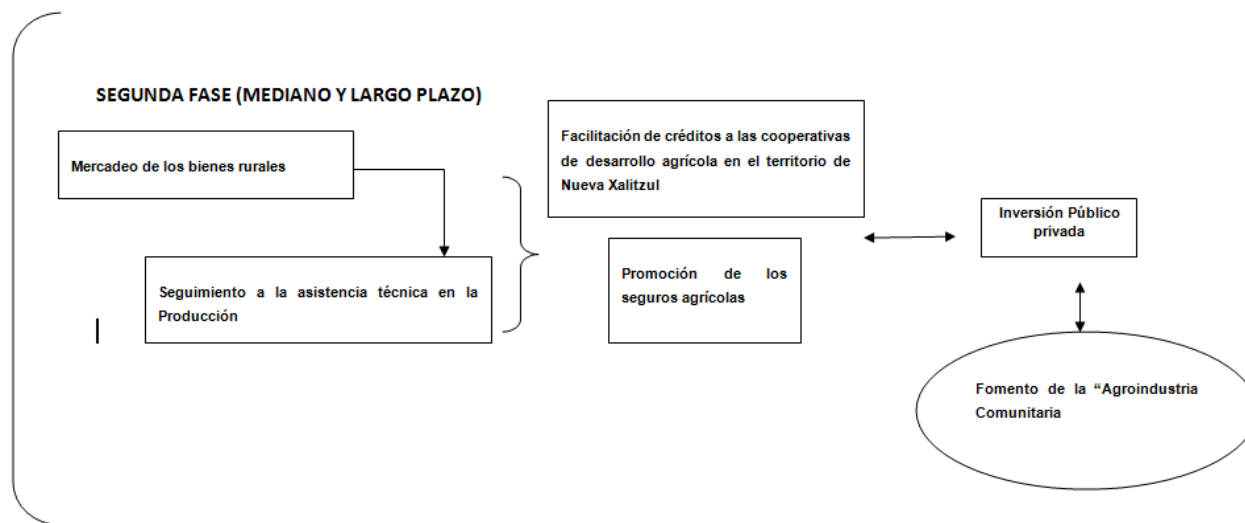 SEGUNDA FASE (MEDIANO Y LARGO PLAZO)
Mercadeo de los bienes rurales
Seguimiento a la asistencia técnica en la
Producción
Facilitación de créditos a las cooperativas
de desarrollo agrícola en el territorio de
Nueva Xalitzul
Promoción de los
seguros agrícolas
Inversión Público
privada
Fomento de la “Agroindustria
Comunitaria